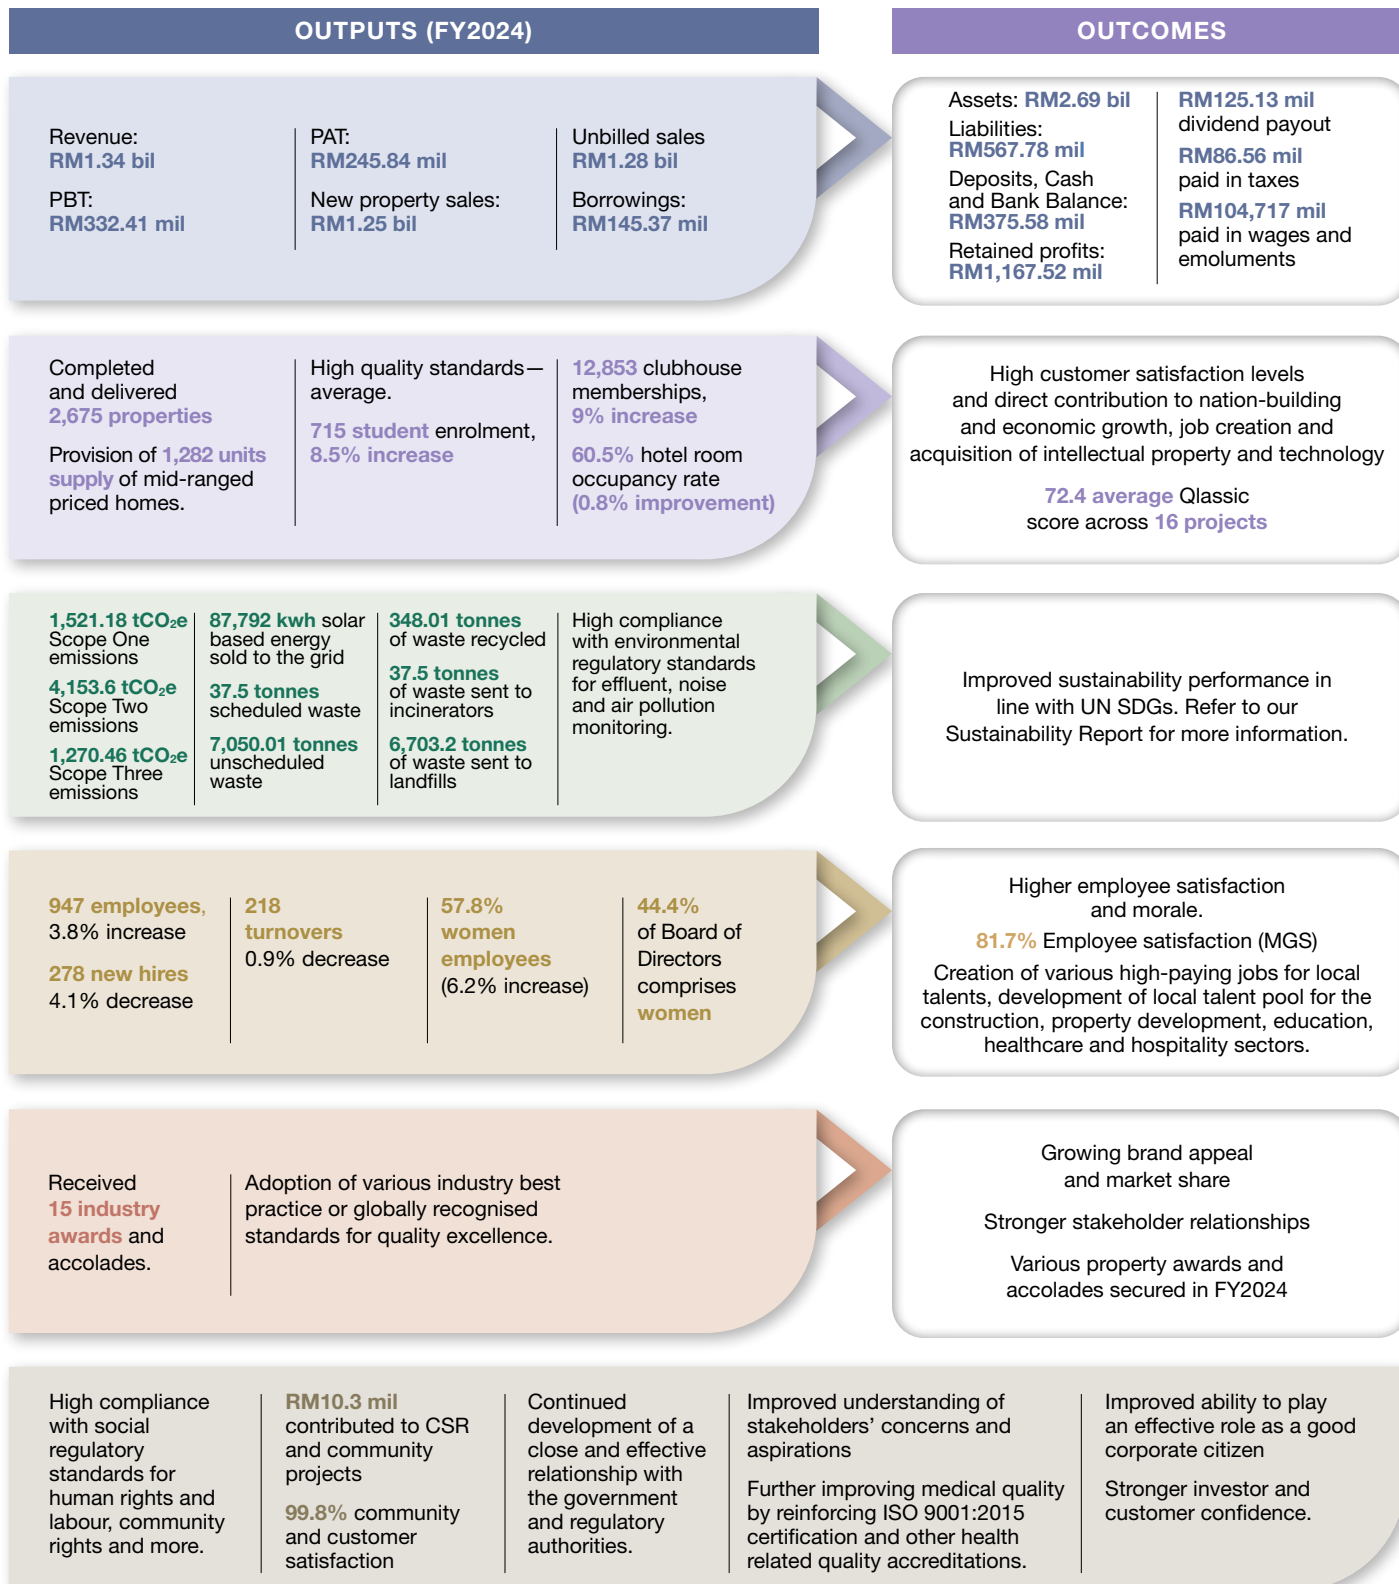 OUTPUTS (FY2024)
OUTCOMES
Revenue:
RM1.34 bil
PBT:
RM332.41 mil
PAT:
RM245.84 mil
New property sales:
RM1.25 bil
Unbilled sales
RM1.28 bil
Borrowings:
RM145.37 mil
Assets: RM2.69 bil
Liabilities:
RM567.78 mil
Deposits, Cash
and Bank Balance:
RM375.58 mil
Retained profits:
RM1,167.52 mil
RM125.13 mil
dividend payout
RM86.56 mil
paid in taxes
RM104,717 mil
paid in wages and
emoluments
Completed
and delivered
2,675 properties
Provision of 1,282 units
supply of mid-ranged
priced homes.
High quality standards—
average.
715 student enrolment,
8.5% increase
12,853 clubhouse
memberships,
9% increase
60.5% hotel room
occupancy rate
(0.8% improvement)
High customer satisfaction levels
and direct contribution to nation-building
and economic growth, job creation and
acquisition of intellectual property and technology
72.4 average Qlassic
score across 16 projects
1,521.18 tCO₂e
Scope One
emissions
4,153.6 tCO₂e
Scope Two
emissions
1,270.46 tCO₂e
Scope Three
emissions
87,792 kwh solar
based energy
sold to the grid
37.5 tonnes
scheduled waste
7,050.01 tonnes
unscheduled
waste
348.01 tonnes
of waste recycled
37.5 tonnes
of waste sent to
incinerators
6,703.2 tonnes
of waste sent to
landfills
High compliance
with environmental
regulatory standards
for effluent, noise
and air pollution
monitoring.
Improved sustainability performance in
line with UN SDGs. Refer to our
Sustainability Report for more information.
947 employees,
3.8% increase
278 new hires
4.1% decrease
218
turnovers
0.9% decrease
57.8%
women
employees
(6.2% increase)
44.4%
of Board of
Directors
comprises
women
Higher employee satisfaction
and morale.
81.7% Employee satisfaction (MGS)
Creation of various high-paying jobs for local
talents, development of local talent pool for the
construction, property development, education,
healthcare and hospitality sectors.
Received
15 industry
awards and
accolades.
Adoption of various industry best
practice or globally recognised
standards for quality excellence.
Growing brand appeal
and market share
Stronger stakeholder relationships
Various property awards and
accolades secured in FY2024
High compliance
with social
regulatory
standards for
human rights and
labour, community
rights and more.
RM10.3 mil
contributed to CSR
and community
projects
99.8% community
and customer
satisfaction
Continued
development of a
close and effective
relationship with
the government
and regulatory
authorities.
Improved understanding of
stakeholders’ concerns and
aspirations
Further improving medical quality
by reinforcing ISO 9001:2015
certification and other health
related quality accreditations.
Improved ability to play
an effective role as a good
corporate citizen
Stronger investor and
customer confidence.